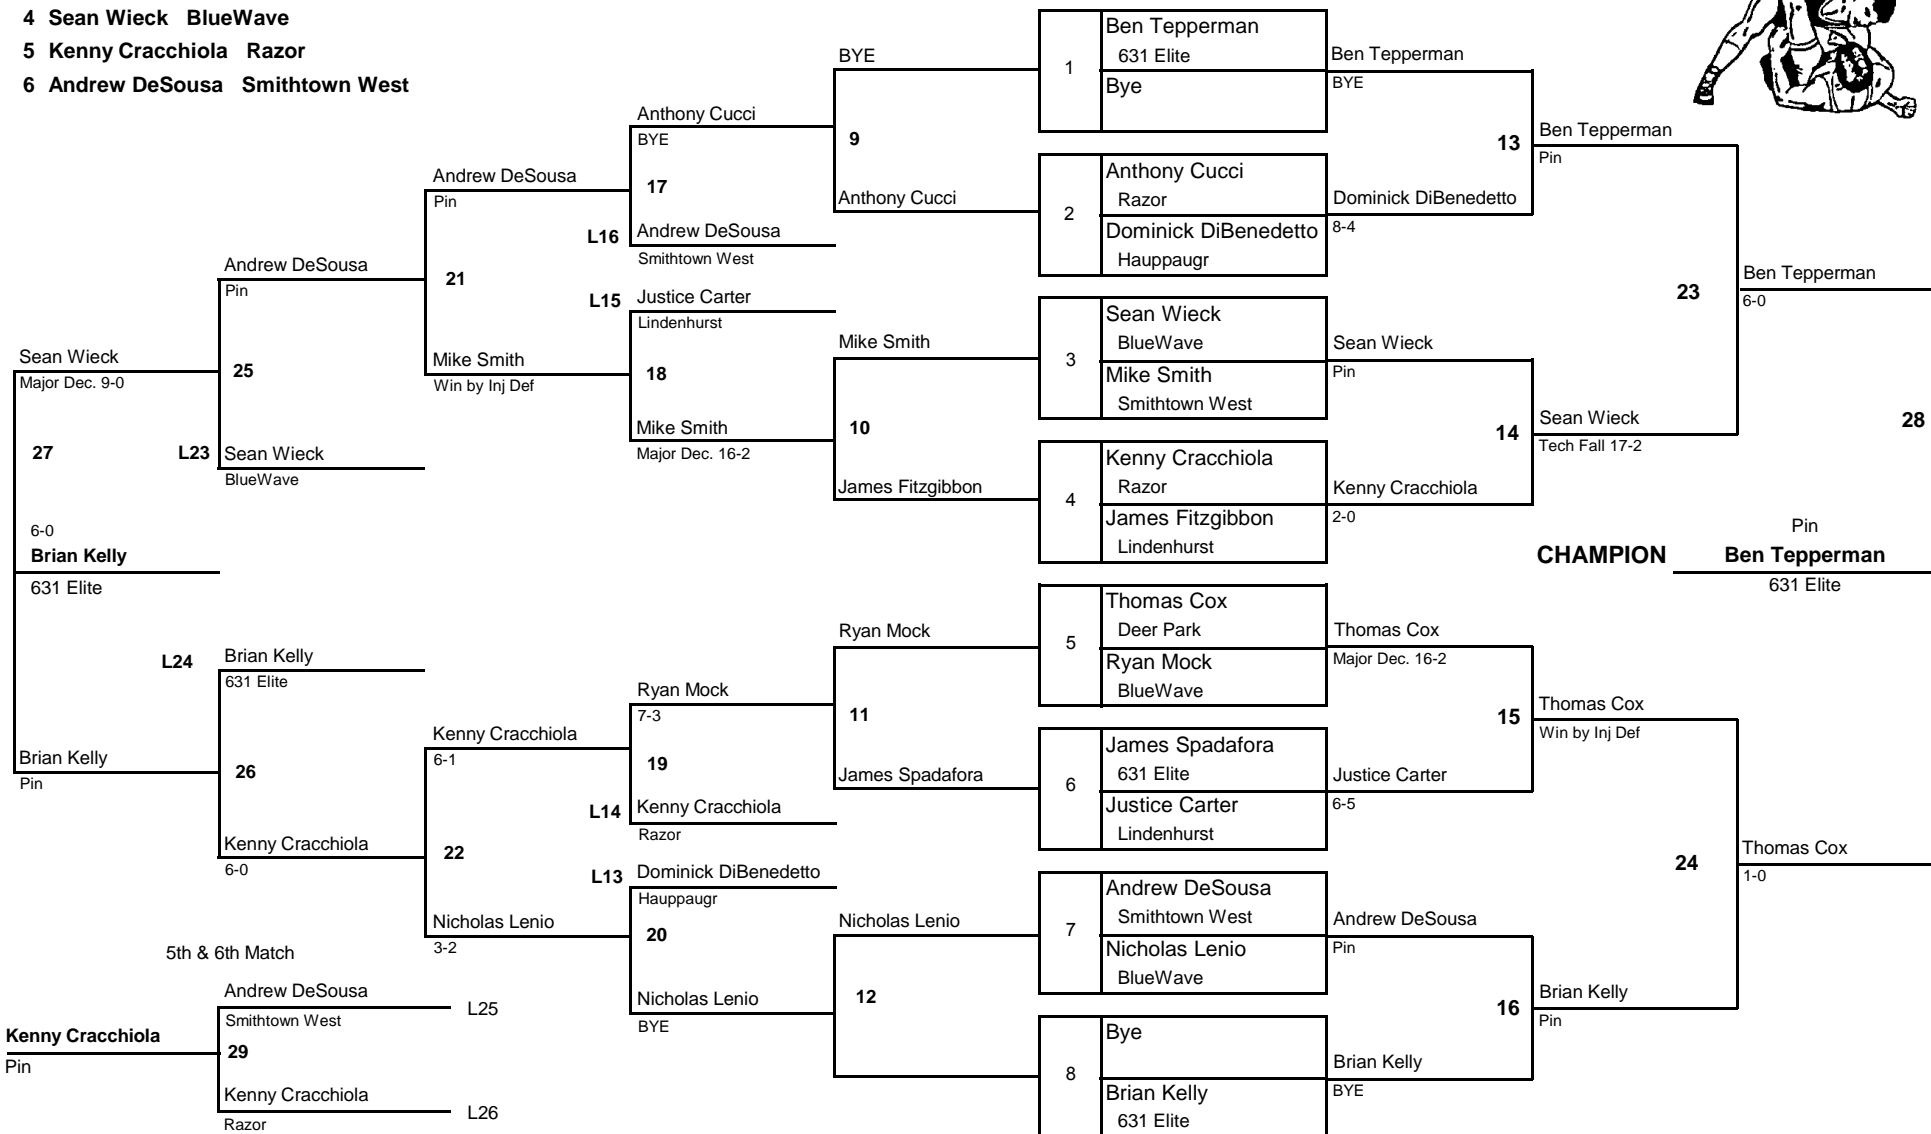 4 Sean Wieck BlueWave
5 Kenny Cracchiola Razor
6 Andrew DeSousa Smithtown West
Sean Wieck
Major Dec. 9-0
27
6-0
Brian Kelly
631 Elite
Brian Kelly
Pin
5th & 6th Match
Kenny Cracchiola
Pin
Andrew DeSousa
Pin
25
L23
Sean Wieck
BlueWave
L24
Brian Kelly
631 Elite
26
Kenny Cracchiola
6-0
Andrew DeSousa
L25
Smithtown West
29
Kenny Cracchiola
L26
Razor
Andrew DeSousa
Pin
21
Mike Smith
Win by Inj Def
Kenny Cracchiola
6-1
22
Nicholas Lenio
3-2
Anthony Cucci
BYE
17
L16
Andrew DeSousa
Smithtown West
L15
Justice Carter
Lindenhurst
18
Mike Smith
Major Dec. 16-2
Ryan Mock
7-3
19
L14
Kenny Cracchiola
Razor
L13
Dominick DiBenedetto
Hauppaugr
20
Nicholas Lenio
BYE
BYE
9
Anthony Cucci
Mike Smith
10
James Fitzgibbon
Ryan Mock
11
James Spadafora
Nicholas Lenio
12
1
Ben Tepperman
631 Elite
Bye
2
Anthony Cucci
Razor
Dominick DiBenedetto
Hauppaugr
3
Sean Wieck
BlueWave
Mike Smith
Smithtown West
4
Kenny Cracchiola
Razor
James Fitzgibbon
Lindenhurst
5
Thomas Cox
Deer Park
Ryan Mock
BlueWave
6
James Spadafora
631 Elite
Justice Carter
Lindenhurst
7
Andrew DeSousa
Smithtown West
Nicholas Lenio
BlueWave
8
Bye
Brian Kelly
631 Elite
Ben Tepperman
BYE
13
Dominick DiBenedetto
8-4
Sean Wieck
Pin
14
Kenny Cracchiola
2-0
Thomas Cox
Major Dec. 16-2
15
Justice Carter
6-5
Andrew DeSousa
Pin
16
Brian Kelly
BYE
Ben Tepperman
Pin
23
Sean Wieck
Tech Fall 17-2
Thomas Cox
Win by Inj Def
24
Brian Kelly
Pin
Ben Tepperman
6-0
28
Pin
CHAMPION Ben Tepperman
631 Elite
Thomas Cox
1-0